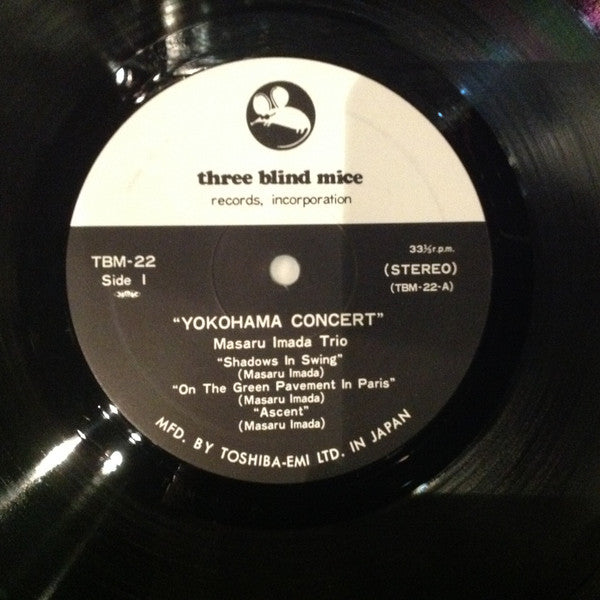 three blind mice
records, incorporation
TBM-22
Side 1
33⅓r.p.m.
(STEREO)
(TBM-22-A)
"YOKOHAMA CONCERT"
Masaru Imada Trio
"Shadows In Swing"
(Masaru Imada)
"On The Green Pavement In Paris"
(Masaru Imada)
"Ascent"
(Masaru Imada)
MFD. BY TOSHIBA-EMI LTD. IN JAPAN